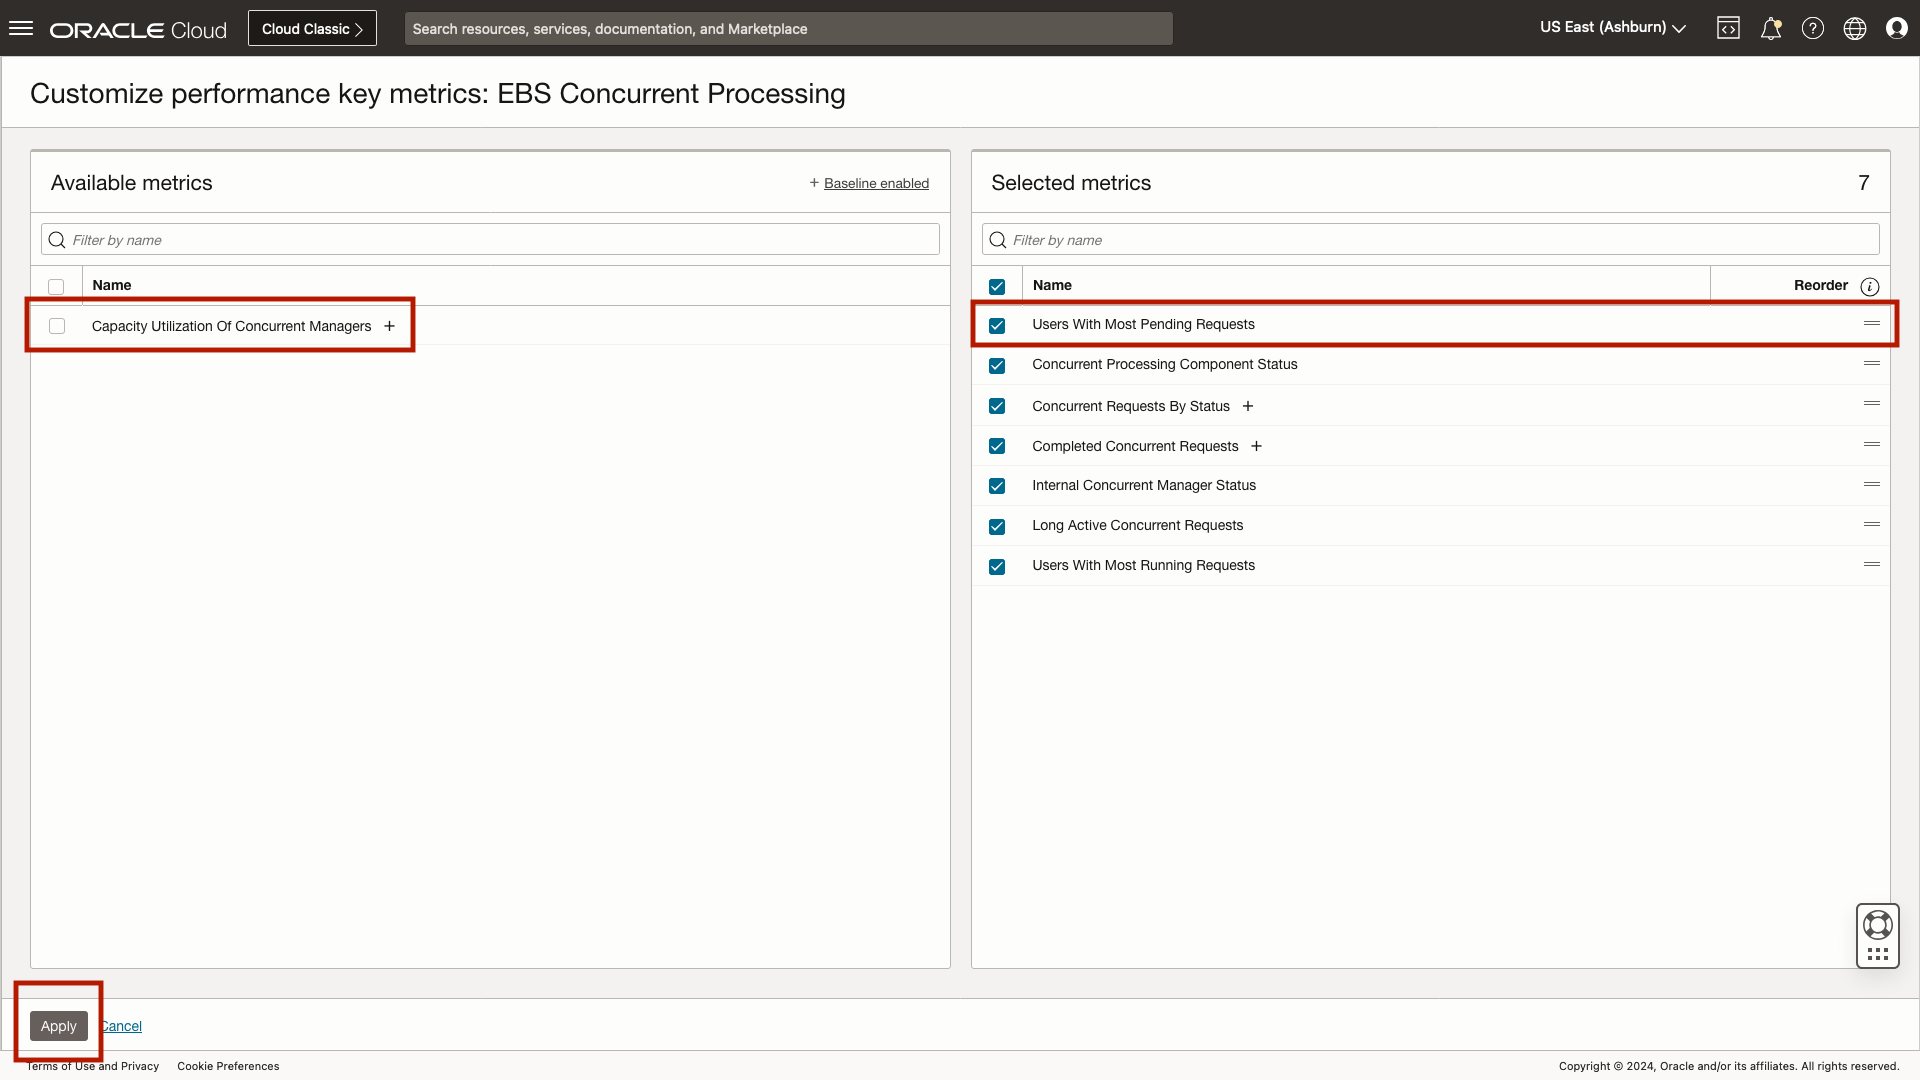 ORACLE Cloud
Cloud Classic
Search resources, services, documentation, and Marketplace
US East (Ashburn)
Customize performance key metrics: EBS Concurrent Processing
Available metrics
+ Baseline enabled
Filter by name
Name
Capacity Utilization Of Concurrent Managers +
Selected metrics
7
Filter by name
Name
Reorder
Users With Most Pending Requests
Concurrent Processing Component Status
Concurrent Requests By Status +
Completed Concurrent Requests +
Internal Concurrent Manager Status
Long Active Concurrent Requests
Users With Most Running Requests
Apply
Cancel
Terms of Use and Privacy
Cookie Preferences
Copyright © 2024, Oracle and/or its affiliates. All rights reserved.